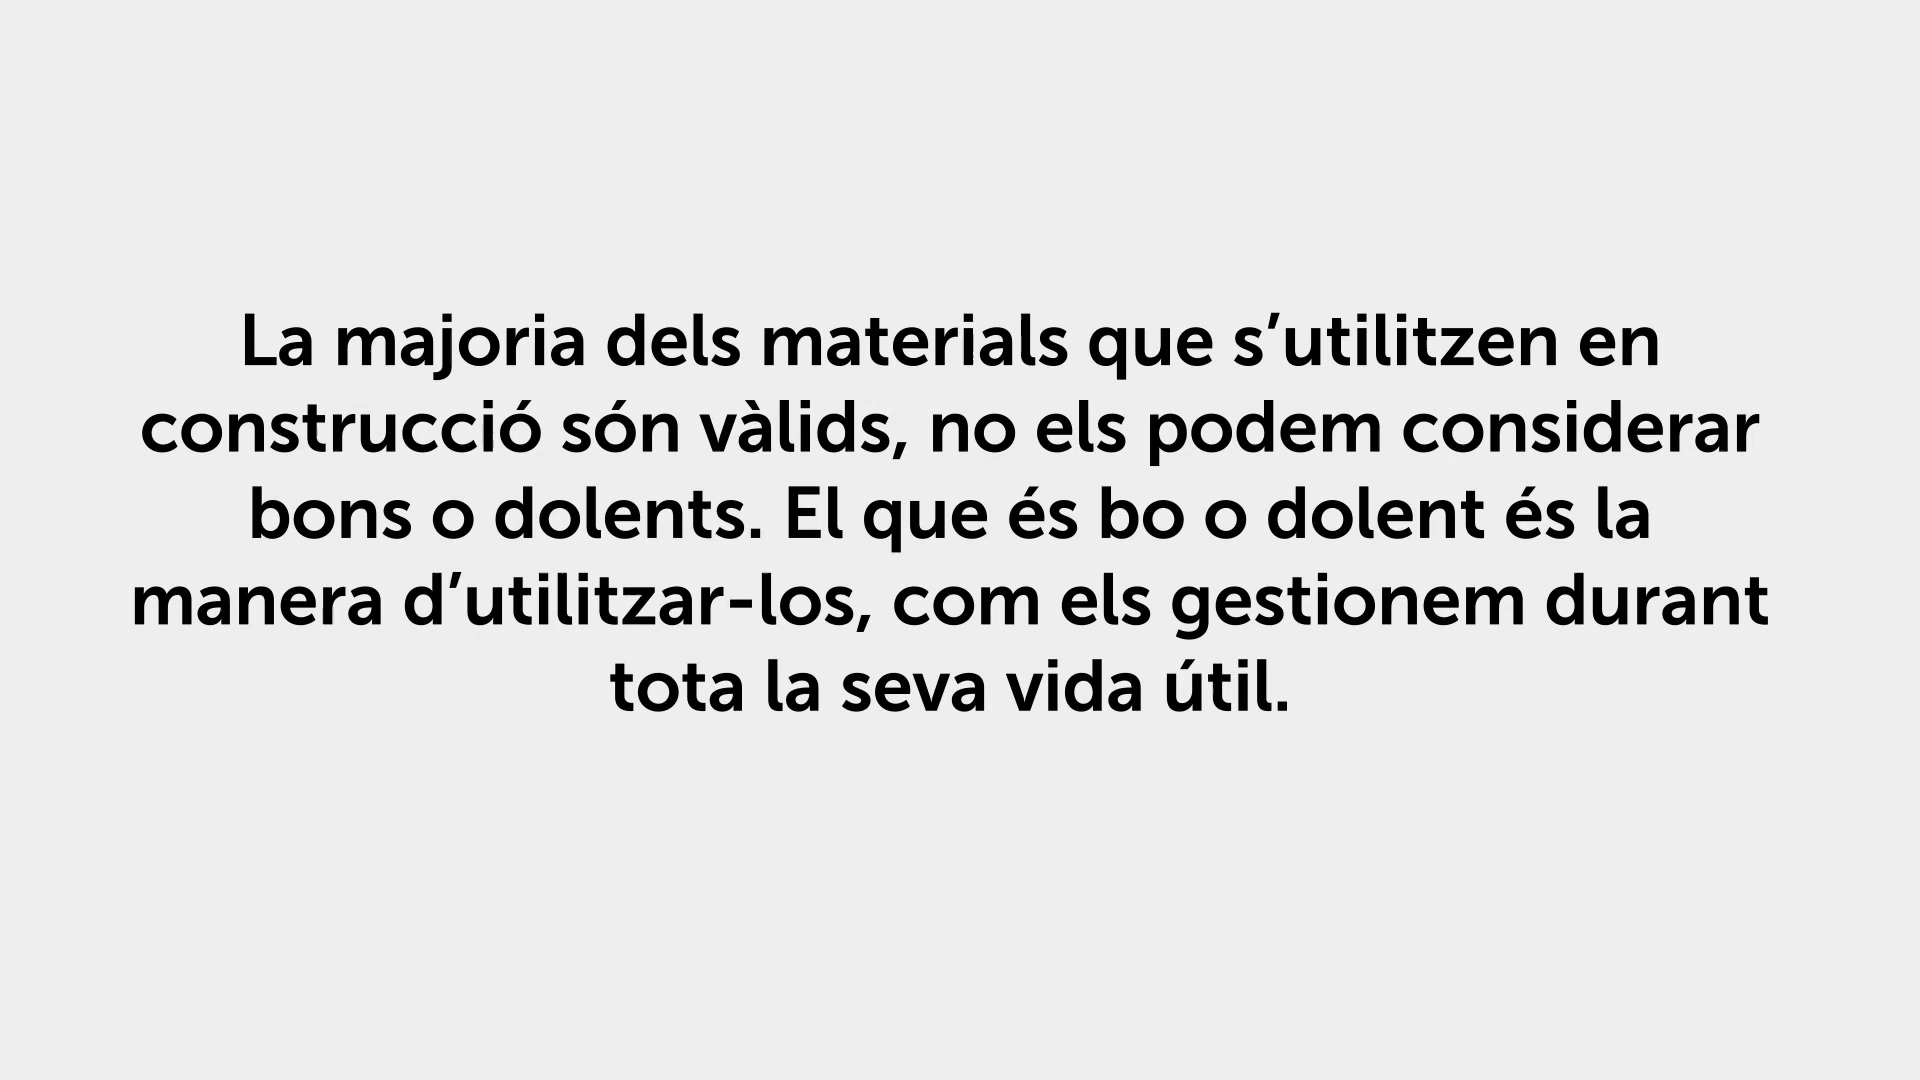 La majoria dels materials que s’utilitzen en
construcció són vàlids, no els podem considerar
bons o dolents. El que és bo o dolent és la
manera d’utilitzar-los, com els gestionem durant
tota la seva vida útil.